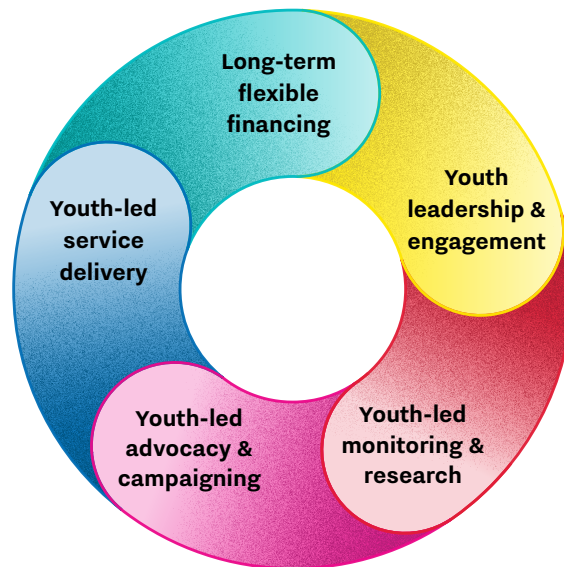 Long-term
flexible
financing
Youth
leadership &
engagement
Youth-led
monitoring &
research
Youth-led
advocacy &
campaigning
Youth-led
service
delivery